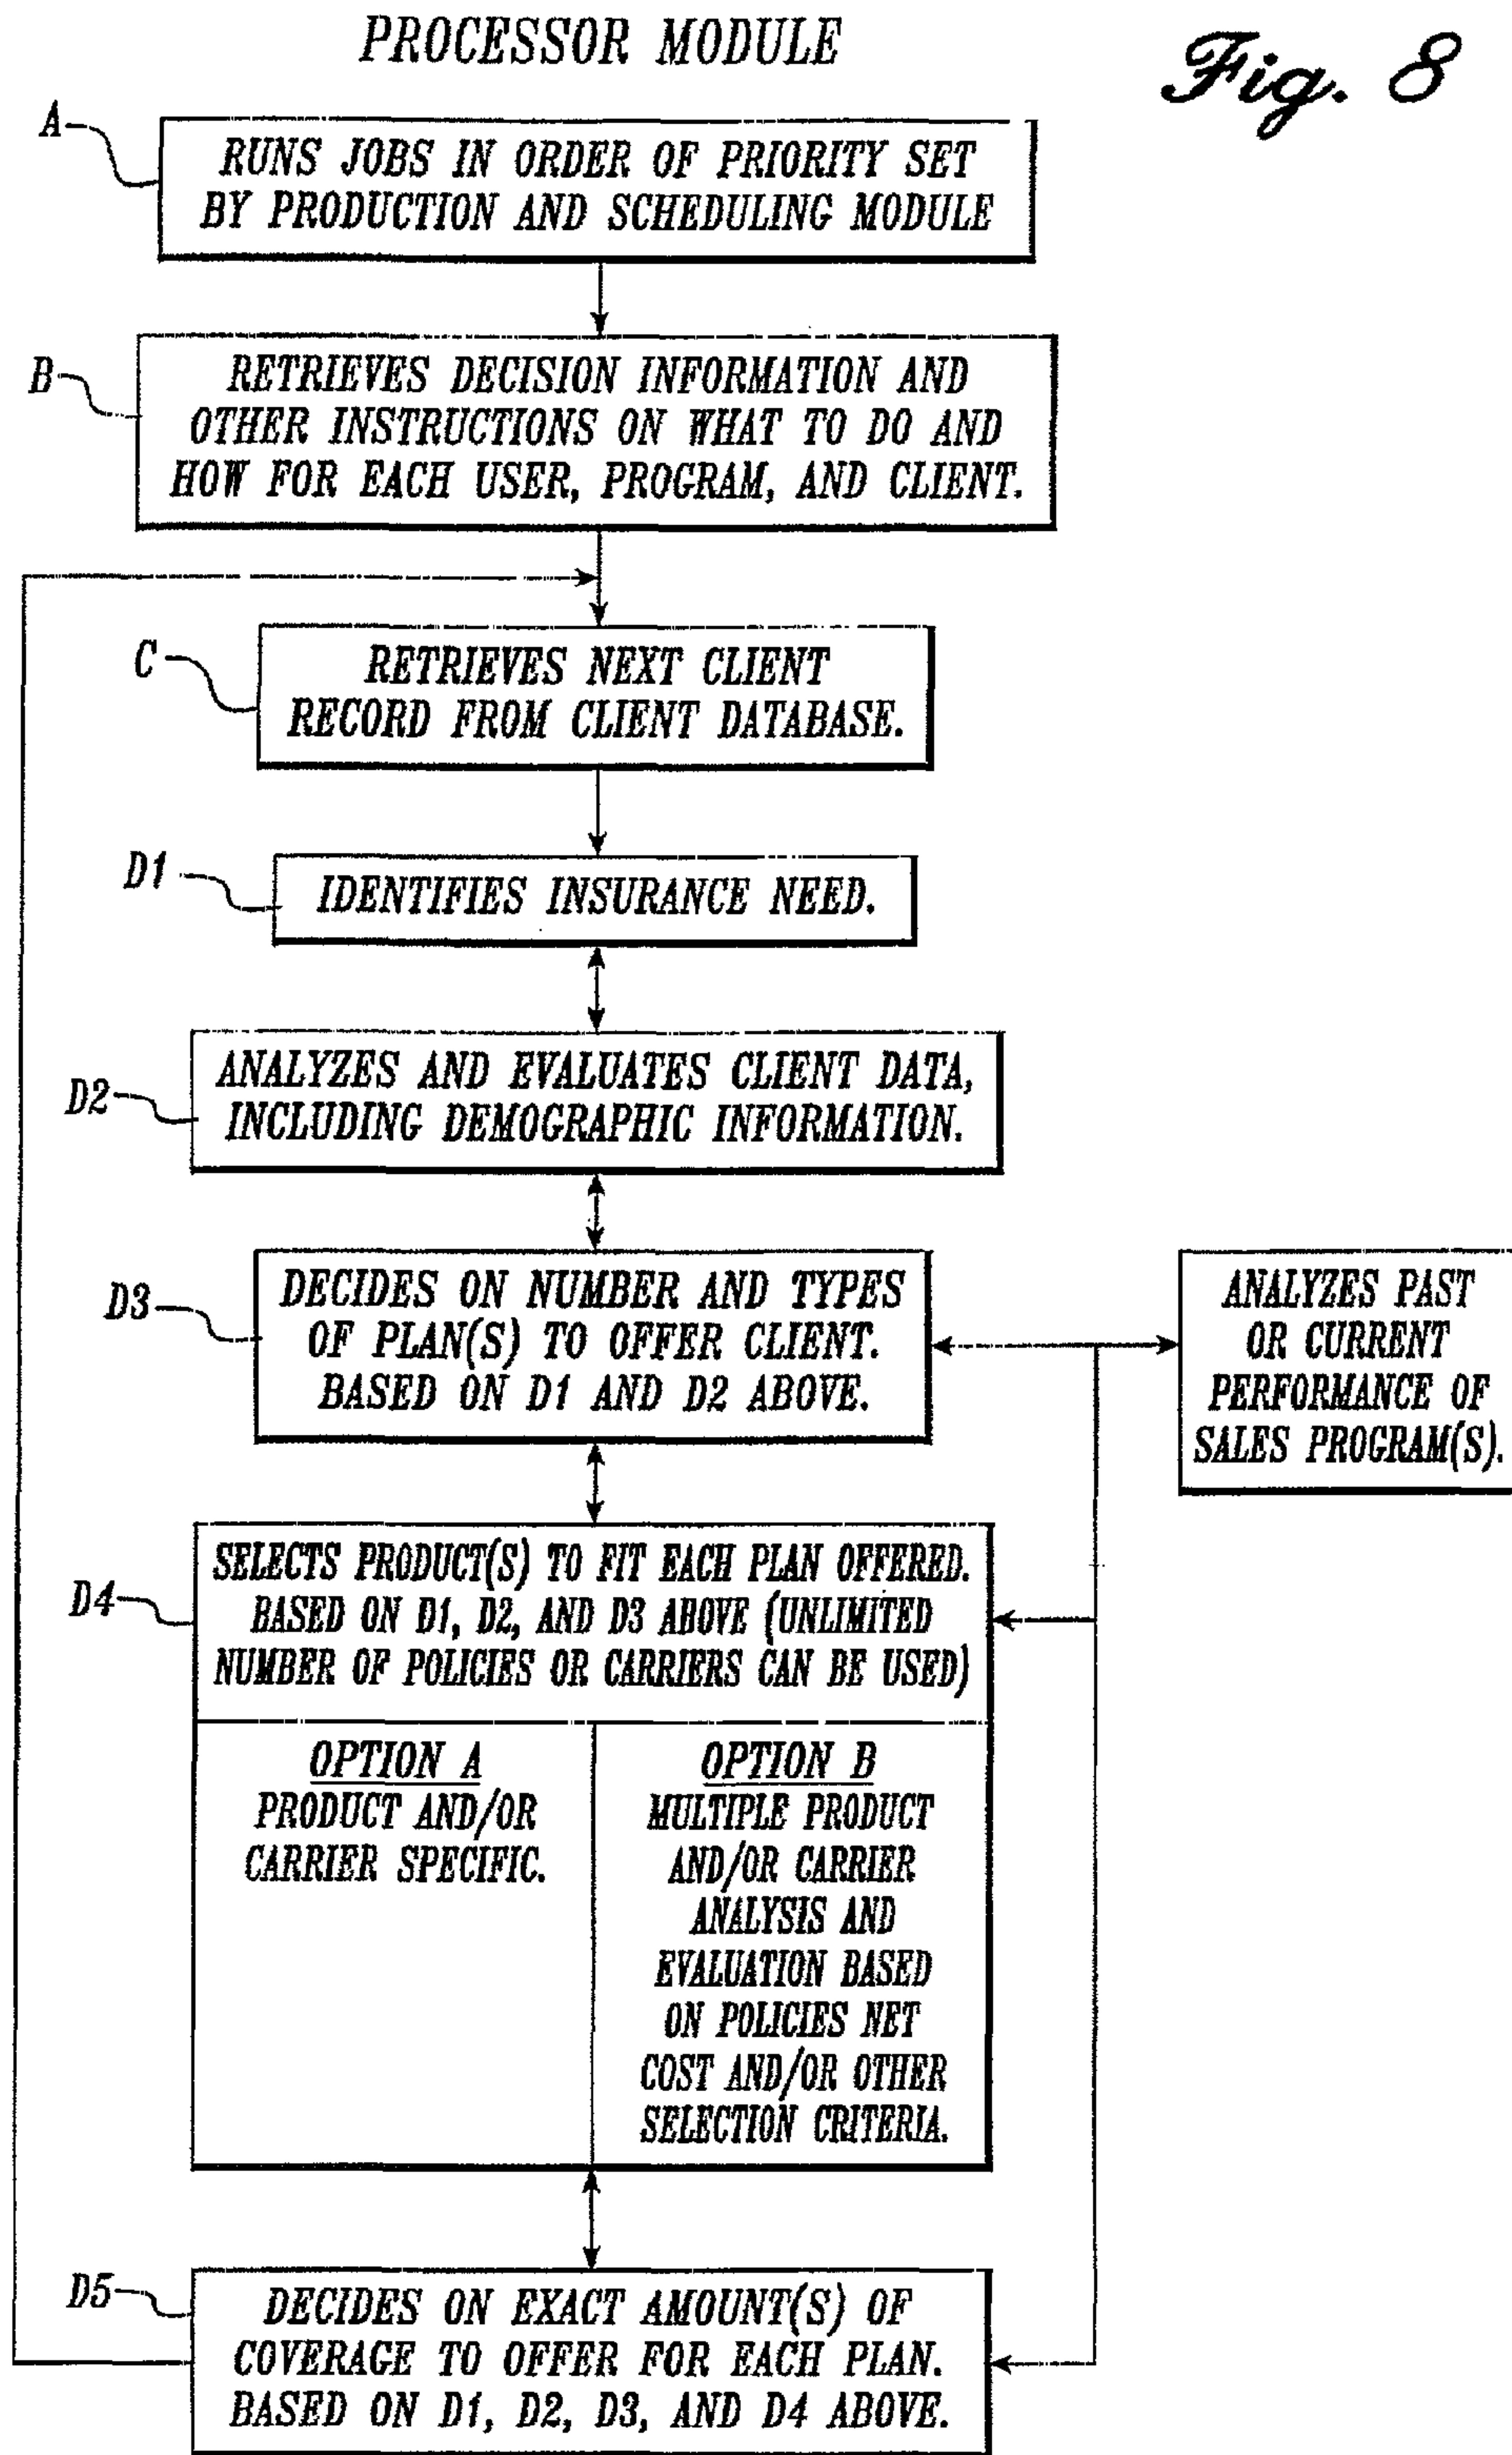 PROCESSOR MODULE
Fig. 8
A
RUNS JOBS IN ORDER OF PRIORITY SET
BY PRODUCTION AND SCHEDULING MODULE
B
RETRIEVES DECISION INFORMATION AND
OTHER INSTRUCTIONS ON WHAT TO DO AND
HOW FOR EACH USER, PROGRAM, AND CLIENT.
C
RETRIEVES NEXT CLIENT
RECORD FROM CLIENT DATABASE.
D1
IDENTIFIES INSURANCE NEED.
D2
ANALYZES AND EVALUATES CLIENT DATA,
INCLUDING DEMOGRAPHIC INFORMATION.
D3
DECIDES ON NUMBER AND TYPES
OF PLAN(S) TO OFFER CLIENT.
BASED ON D1 AND D2 ABOVE.
ANALYZES PAST
OR CURRENT
PERFORMANCE OF
SALES PROGRAM(S).
D4
SELECTS PRODUCT(S) TO FIT EACH PLAN OFFERED.
BASED ON D1, D2, AND D3 ABOVE (UNLIMITED
NUMBER OF POLICIES OR CARRIERS CAN BE USED)
OPTION A
PRODUCT AND/OR
CARRIER SPECIFIC.
OPTION B
MULTIPLE PRODUCT
AND/OR CARRIER
ANALYSIS AND
EVALUATION BASED
ON POLICIES NET
COST AND/OR OTHER
SELECTION CRITERIA.
D5
DECIDES ON EXACT AMOUNT(S) OF
COVERAGE TO OFFER FOR EACH PLAN.
BASED ON D1, D2, D3, AND D4 ABOVE.